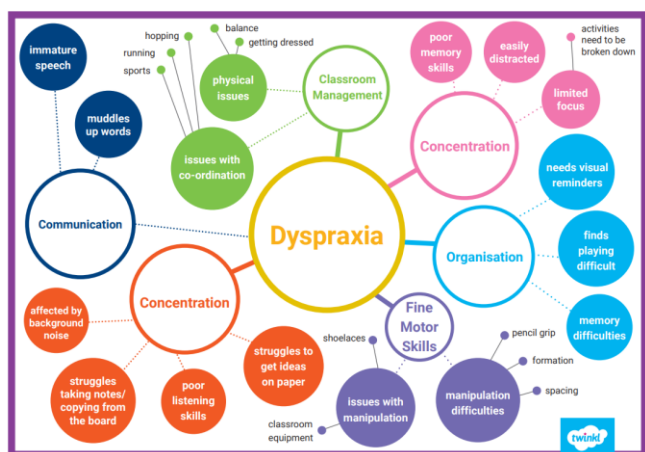 immature
speech
muddles
up words
Communication
hopping
running
sports
balance
getting dressed
physical
issues
issues with
co-ordination
Classroom
Management
poor
memory
skills
easily
distracted
activities
need to be
broken down
limited
focus
Concentration
needs visual
reminders
finds
playing
difficult
memory
difficulties
Organisation
Dyspraxia
Concentration
affected by
background
noise
struggles
taking notes/
copying from
the board
poor
listening
skills
struggles to
get ideas
on paper
Fine
Motor
Skills
shoelaces
classroom
equipment
issues with
manipulation
pencil grip
formation
spacing
manipulation
difficulties
twinkl